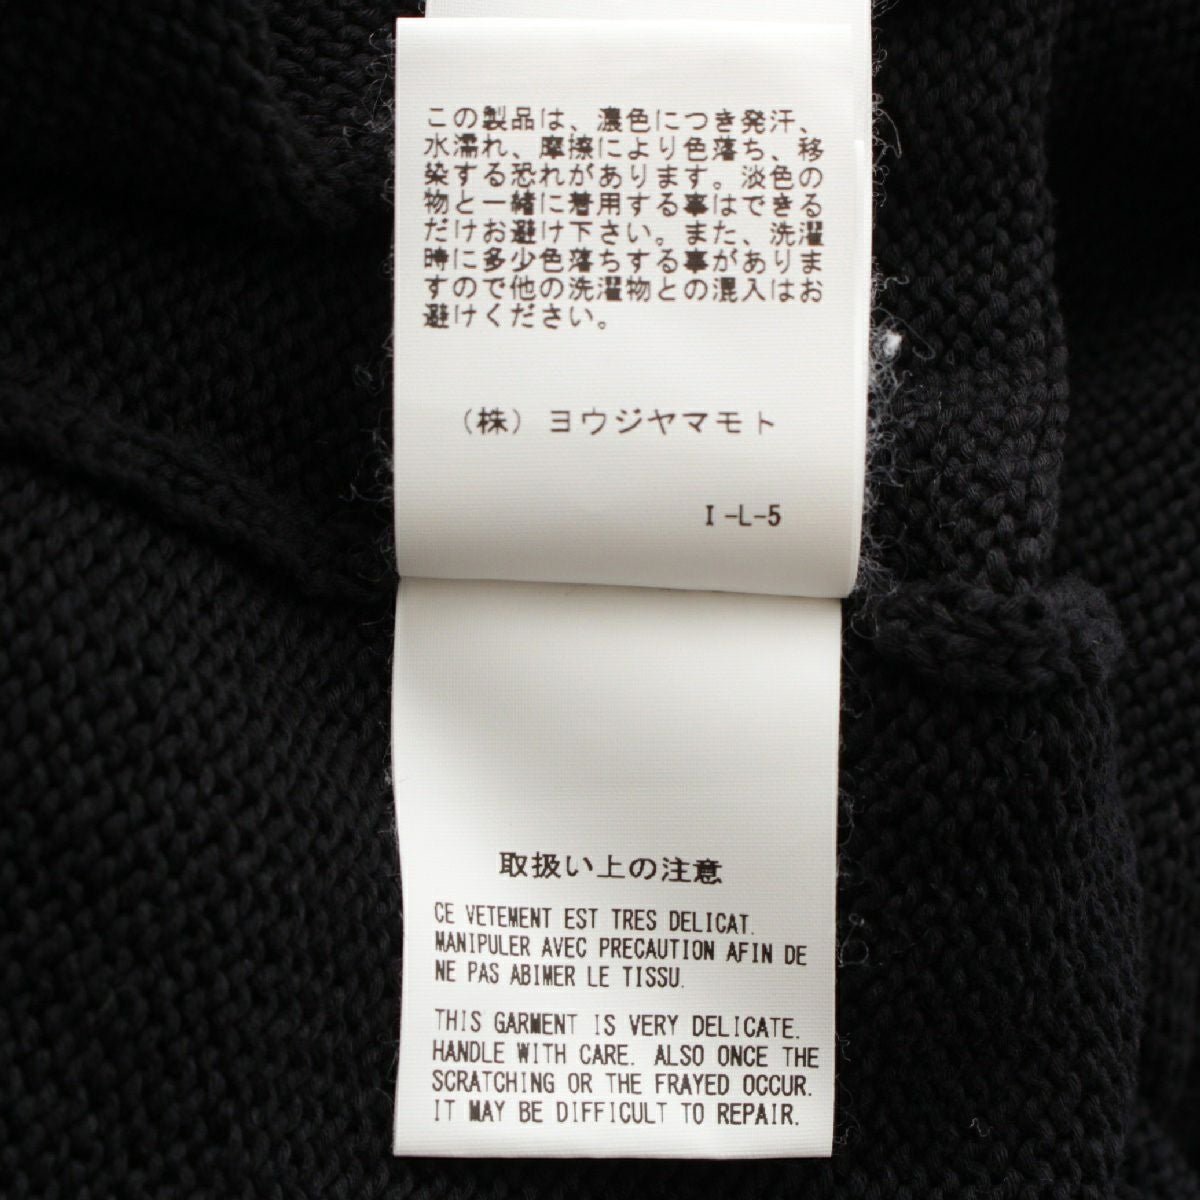 この製品は、濃色につき発汗、
水濡れ、摩擦により色落ち、移
染する恐れがあります。淡色の
物と一緒に着用する事はできる
だけお避け下さい。また、洗濯
時に多少色落ちする事がありま
すので他の洗濯物との混入はお
避けください。
(株)ヨウジヤマモト
I-L-5
取扱い上の注意
CE VETEMENT EST TRES DELICAT.
MANIPULER AVEC PRECAUTION AFIN DE
NE PAS ABIMER LE TISSU.
THIS GARMENT IS VERY DELICATE.
HANDLE WITH CARE. ALSO ONCE THE
SCRATCHING OR THE FRAYED OCCUR.
IT MAY BE DIFFICULT TO REPAIR.